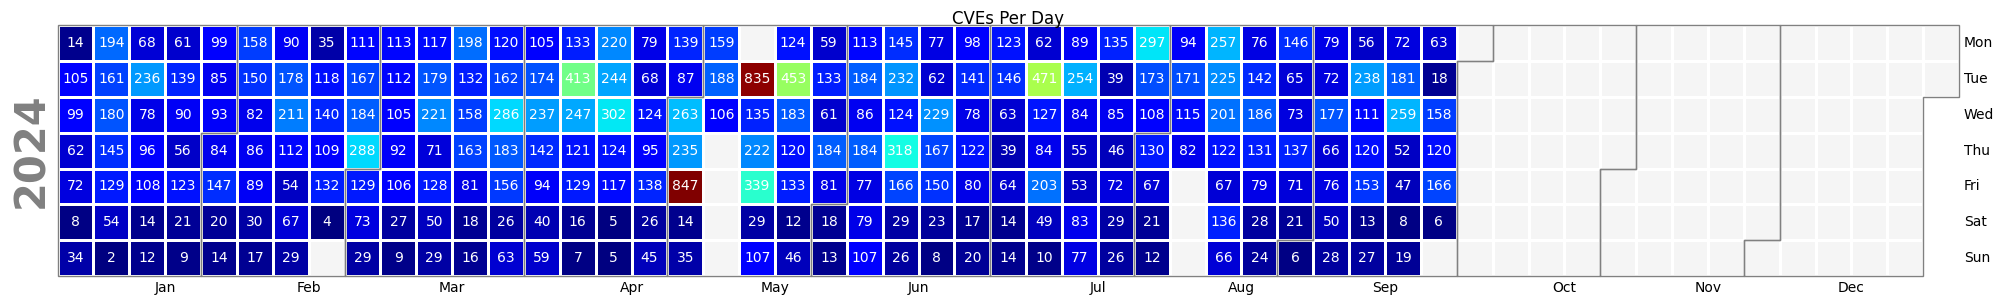 CVEs Per Day
14 194 68 61 99 158 90 35 111 113 117 198 120 105 133 220 79 139 159 124 59 113 145 77 98 123 62 89 135 297 94 257 76 146 79 56 72 63 Mon
105 161 236 139 85 150 178 118 167 112 179 132 162 174 413 244 68 87 188 835 453 133 184 232 62 141 146 471 254 39 173 171 225 142 65 72 238 181 18 Tue
99 180 78 90 93 82 211 140 184 105 221 158 286 237 247 302 124 263 106 135 183 61 86 124 229 78 63 127 84 85 108 115 201 186 73 177 111 259 158 Wed
62 145 96 56 84 86 112 109 288 92 71 163 183 142 121 124 95 235 222 120 184 184 318 167 122 39 84 55 46 130 82 122 131 137 66 120 52 120 Thu
72 129 108 123 147 89 54 132 129 106 128 81 156 94 129 117 138 847 339 133 81 77 166 150 80 64 203 53 72 67 67 79 71 76 153 47 166 Fri
8 54 14 21 20 30 67 4 73 27 50 18 26 40 16 5 26 14 29 12 18 79 29 23 17 14 49 83 29 21 136 28 21 50 13 8 6 Sat
34 2 12 9 14 17 29 29 9 29 16 63 59 7 5 45 35 107 46 13 107 26 8 20 14 10 77 26 12 66 24 6 28 27 19 Sun
2024
Jan Feb Mar Apr May Jun Jul Aug Sep Oct Nov Dec